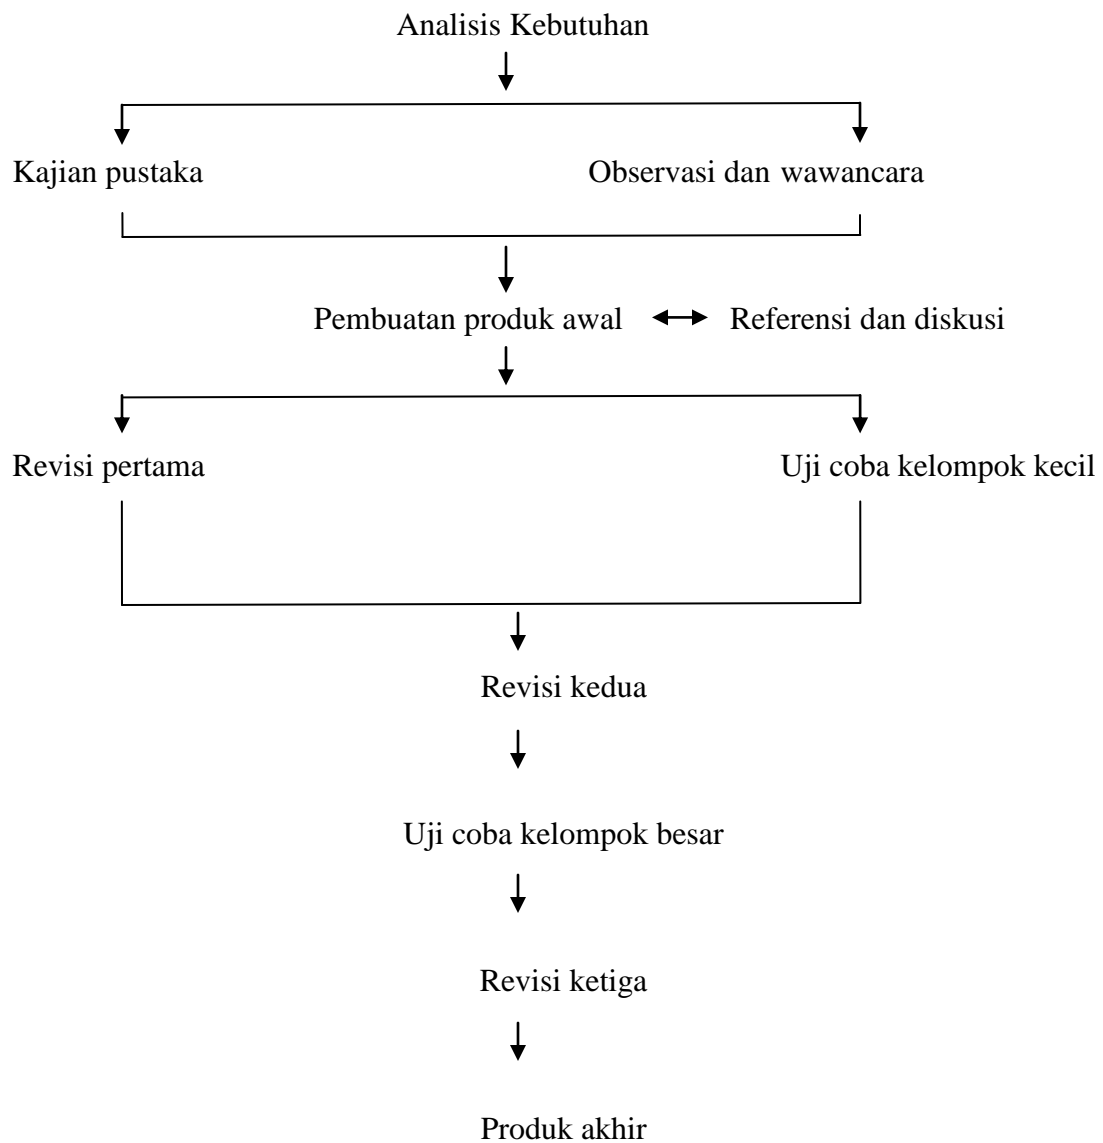 Analisis Kebutuhan
Kajian pustaka
Observasi dan wawancara
Pembuatan produk awal
Referensi dan diskusi
Revisi pertama
Uji coba kelompok kecil
Revisi kedua
Uji coba kelompok besar
Revisi ketiga
Produk akhir